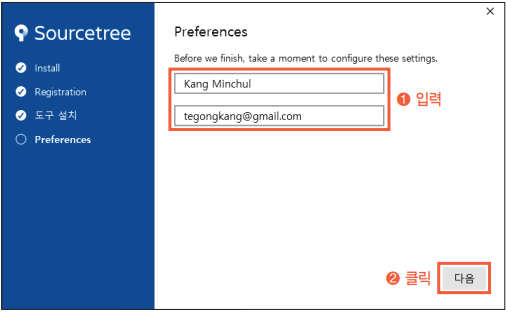 Sourcetree
Install
Registration
도구 설치
Preferences
Preferences
Before we finish, take a moment to configure these settings.
Kang Minchul
tegongkang@gmail.com
❶ 입력
❷ 클릭
다음